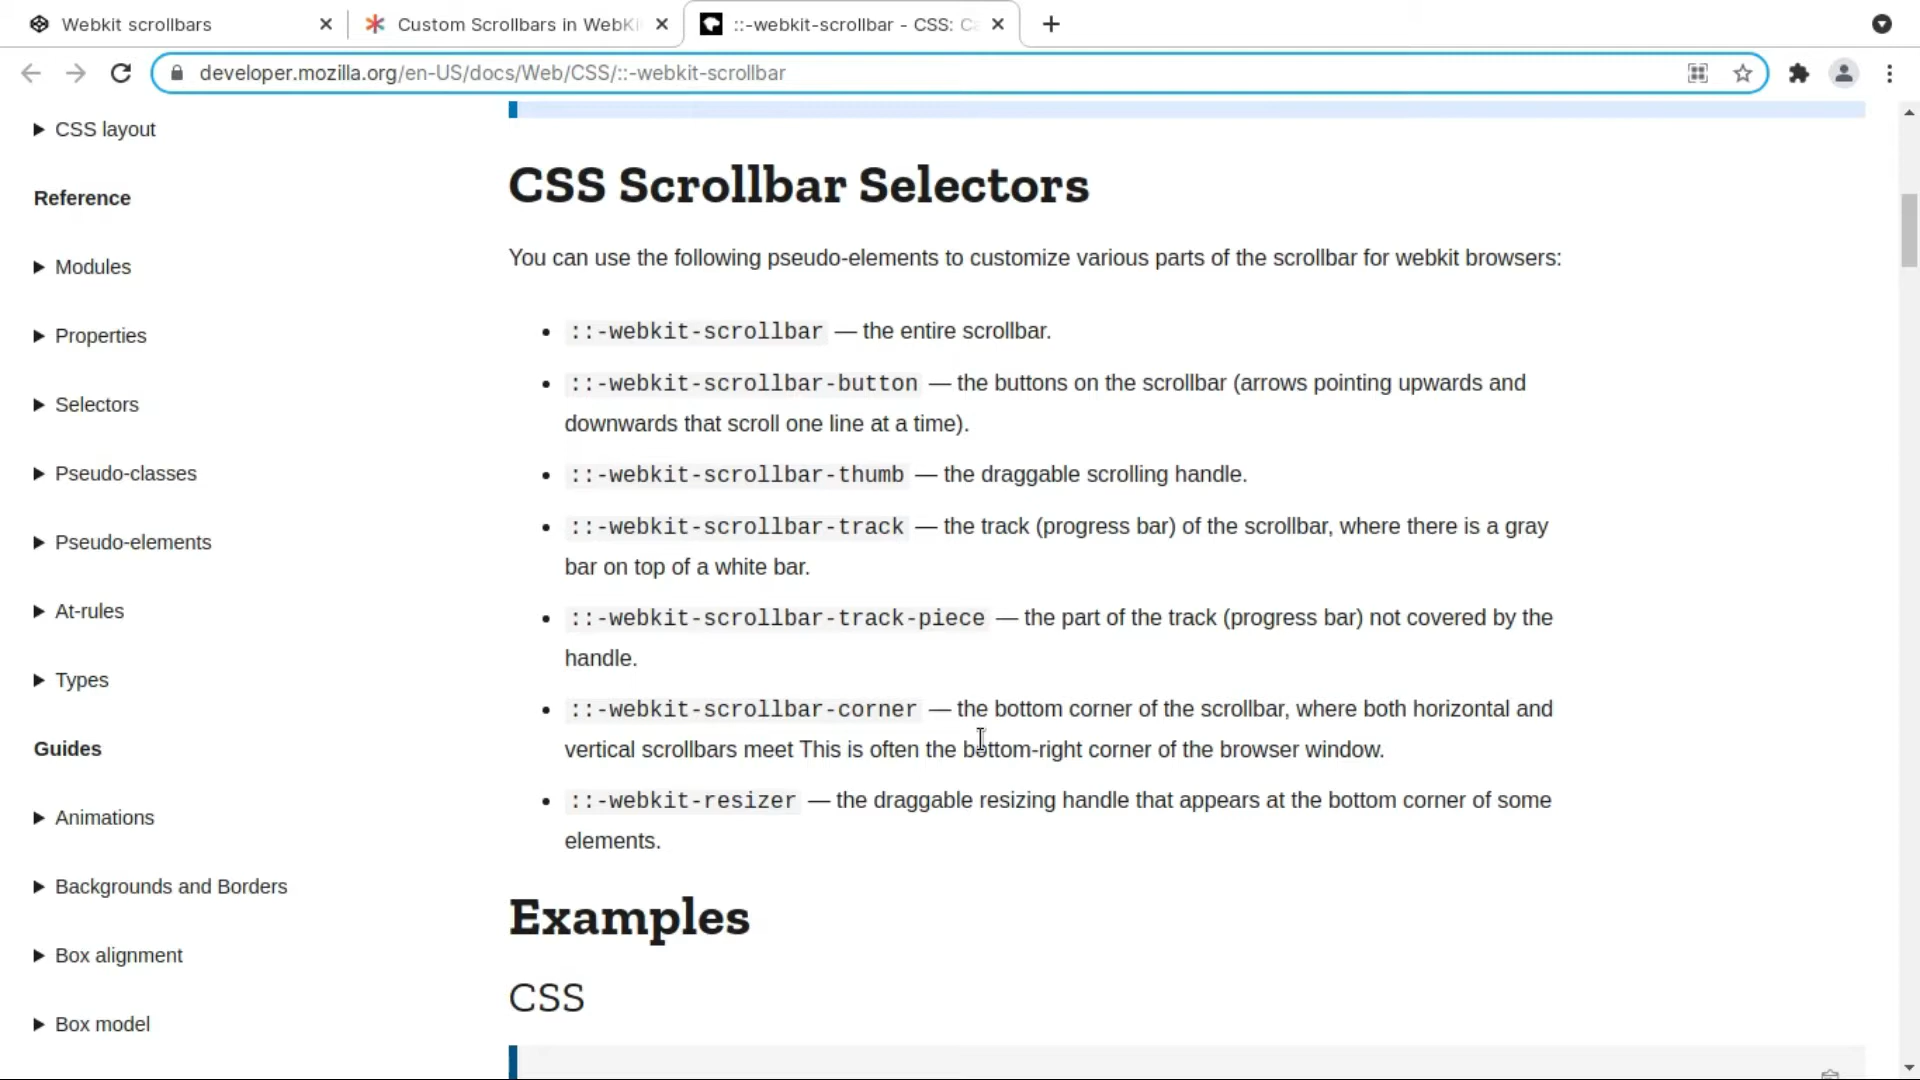 Webkit scrollbars
Custom Scrollbars in WebKi
::-webkit-scrollbar - CSS: Ca
developer.mozilla.org/en-US/docs/Web/CSS/::-webkit-scrollbar
CSS layout
Reference
Modules
Properties
Selectors
Pseudo-classes
Pseudo-elements
At-rules
Types
Guides
Animations
Backgrounds and Borders
Box alignment
Box model
CSS Scrollbar Selectors
You can use the following pseudo-elements to customize various parts of the scrollbar for webkit browsers:
• ::-webkit-scrollbar — the entire scrollbar.
• ::-webkit-scrollbar-button — the buttons on the scrollbar (arrows pointing upwards and
downwards that scroll one line at a time).
• ::-webkit-scrollbar-thumb — the draggable scrolling handle.
• ::-webkit-scrollbar-track — the track (progress bar) of the scrollbar, where there is a gray
bar on top of a white bar.
• ::-webkit-scrollbar-track-piece — the part of the track (progress bar) not covered by the
handle.
• ::-webkit-scrollbar-corner — the bottom corner of the scrollbar, where both horizontal and
vertical scrollbars meet This is often the bottom-right corner of the browser window.
• ::-webkit-resizer — the draggable resizing handle that appears at the bottom corner of some
elements.
Examples
CSS